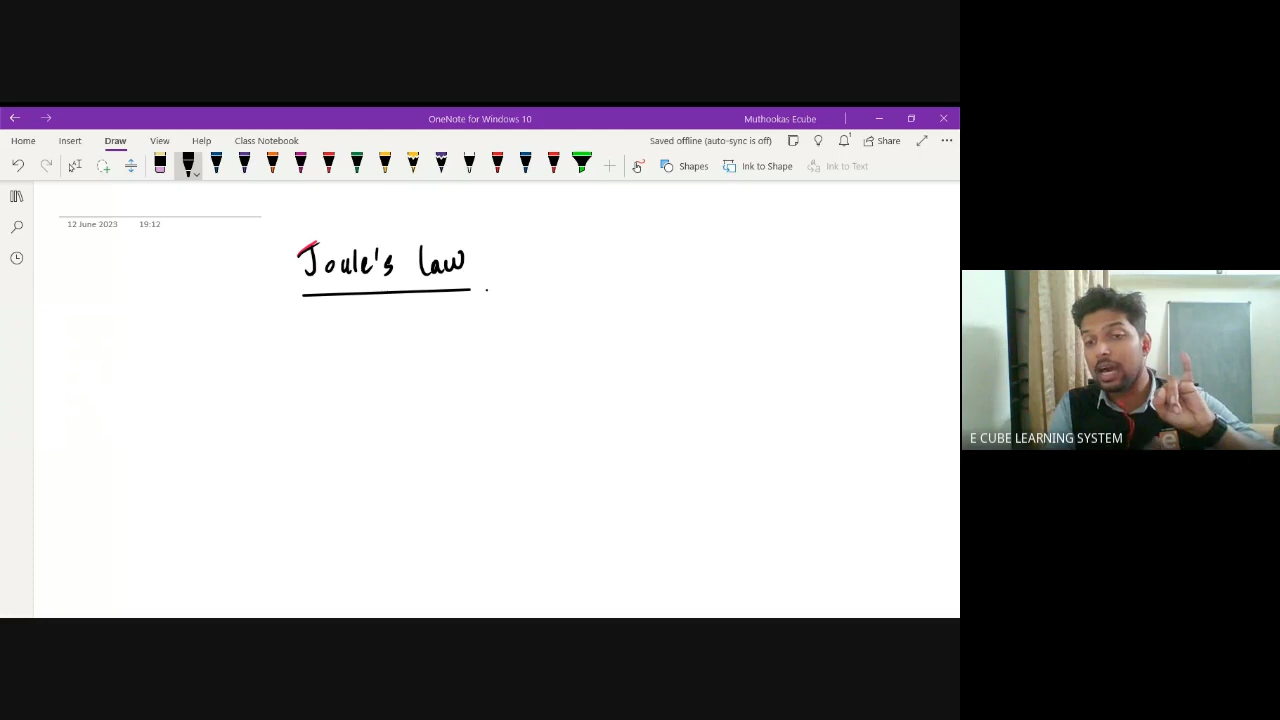 OneNote for Windows 10
Muthookas Ecube
Home Insert Draw View Help Class Notebook
Saved offline (auto-sync is off)
1
Share
Shapes
Ink to Shape
Ink to Text
12 June 2023 19:12
Joule's law
E CUBE LEARNING SYSTEM
e